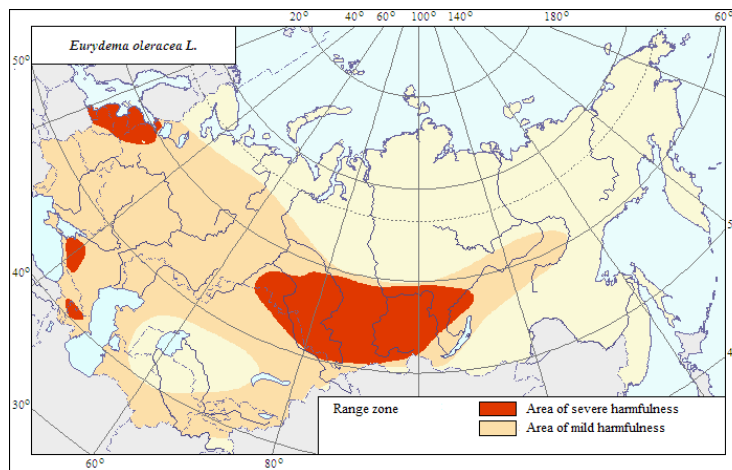 20° 40° 60° 100° 140° 180° 60°
Eurydema oleracea L.
50°
40°
30°
Range zone
Area of severe harmfulness
Area of mild harmfulness
60° 80°